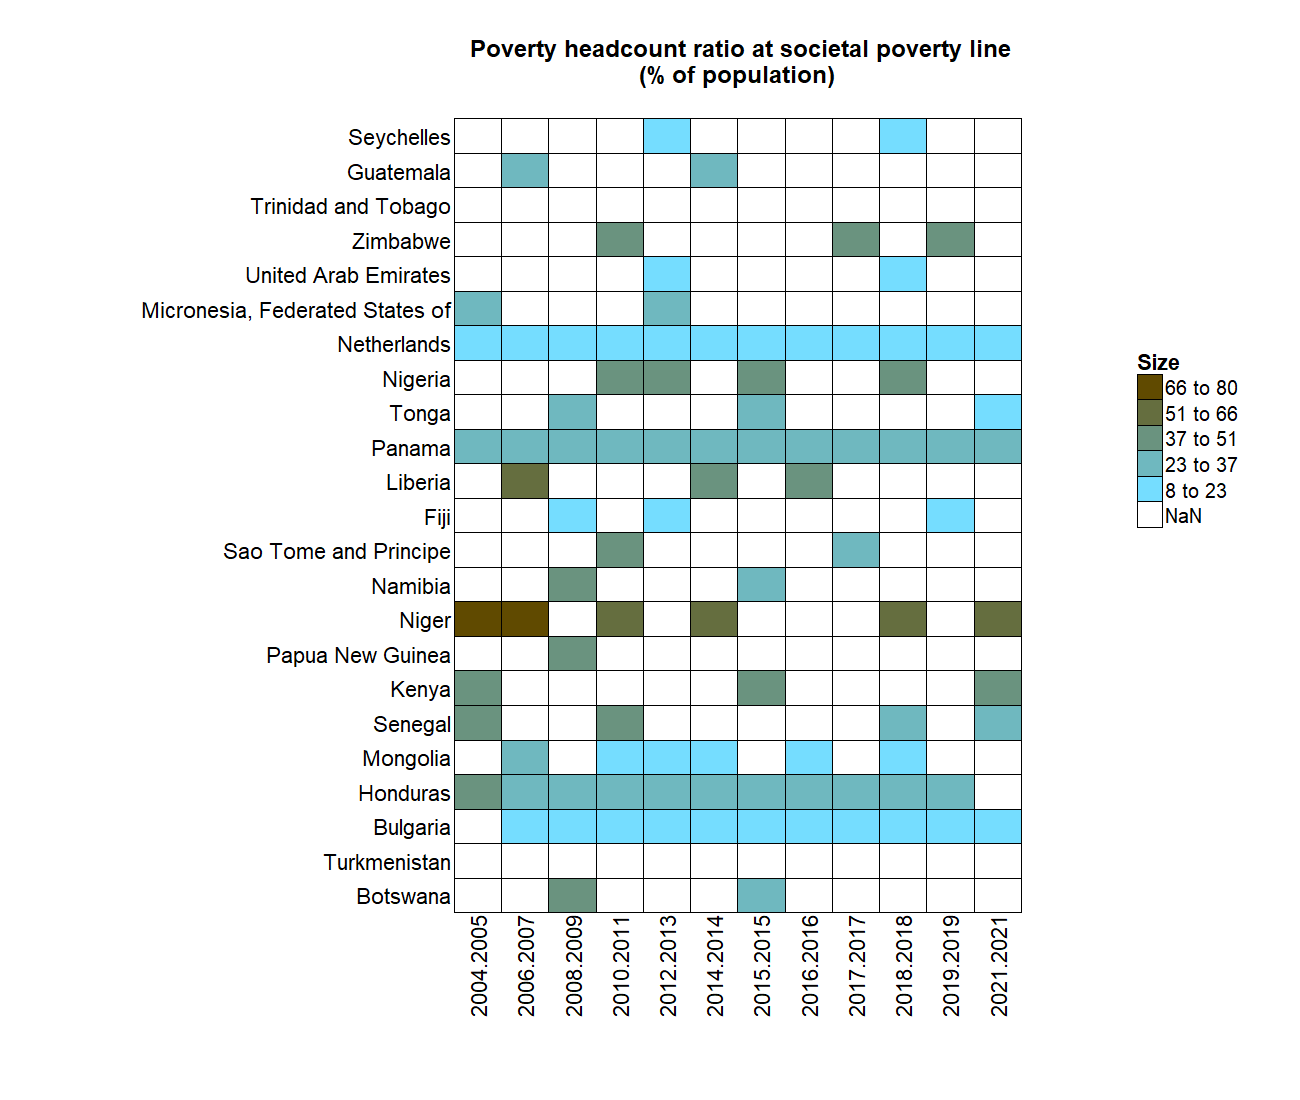 Poverty headcount ratio at societal poverty line
(% of population)
Seychelles
Guatemala
Trinidad and Tobago
Zimbabwe
United Arab Emirates
Micronesia, Federated States of
Netherlands
Nigeria
Tonga
Panama
Liberia
Fiji
Sao Tome and Principe
Namibia
Niger
Papua New Guinea
Kenya
Senegal
Mongolia
Honduras
Bulgaria
Turkmenistan
Botswana
2004.2005
2006.2007
2008.2009
2010.2011
2012.2013
2014.2014
2015.2015
2016.2016
2017.2017
2018.2018
2019.2019
2021.2021
Size
66 to 80
51 to 66
37 to 51
23 to 37
8 to 23
NaN